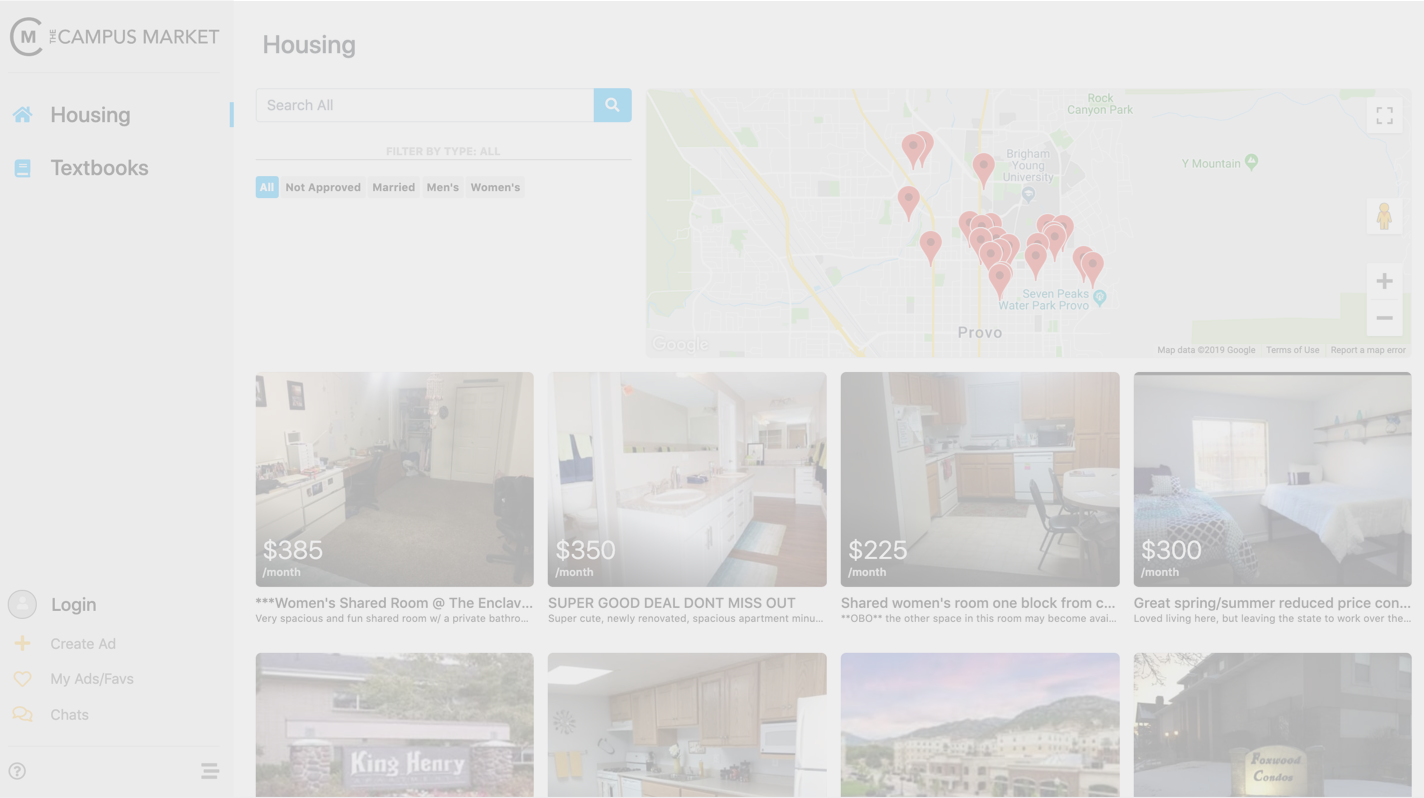 M THE CAMPUS MARKET
Housing
Textbooks
Login
Create Ad
My Ads/Favs
Chats
Housing
Search All
FILTER BY TYPE: ALL
All Not Approved Married Men's Women's
Rock
Canyon Park
Y Mountain
Brigham
Young
University
Seven Peaks
Water Park Provo
Provo
Google
Map data ©2019 Google Terms of Use Report a map error
$385
/month
***Women's Shared Room @ The Enclav...
Very spacious and fun shared room w/ a private bathro...
$350
/month
SUPER GOOD DEAL DONT MISS OUT
Super cute, newly renovated, spacious apartment minu...
$225
/month
Shared women's room one block from c...
**OBO** the other space in this room may become avai...
$300
/month
Great spring/summer reduced price con...
Loved living here, but leaving the state to work over the...
King Henry
Foxwood
Condos